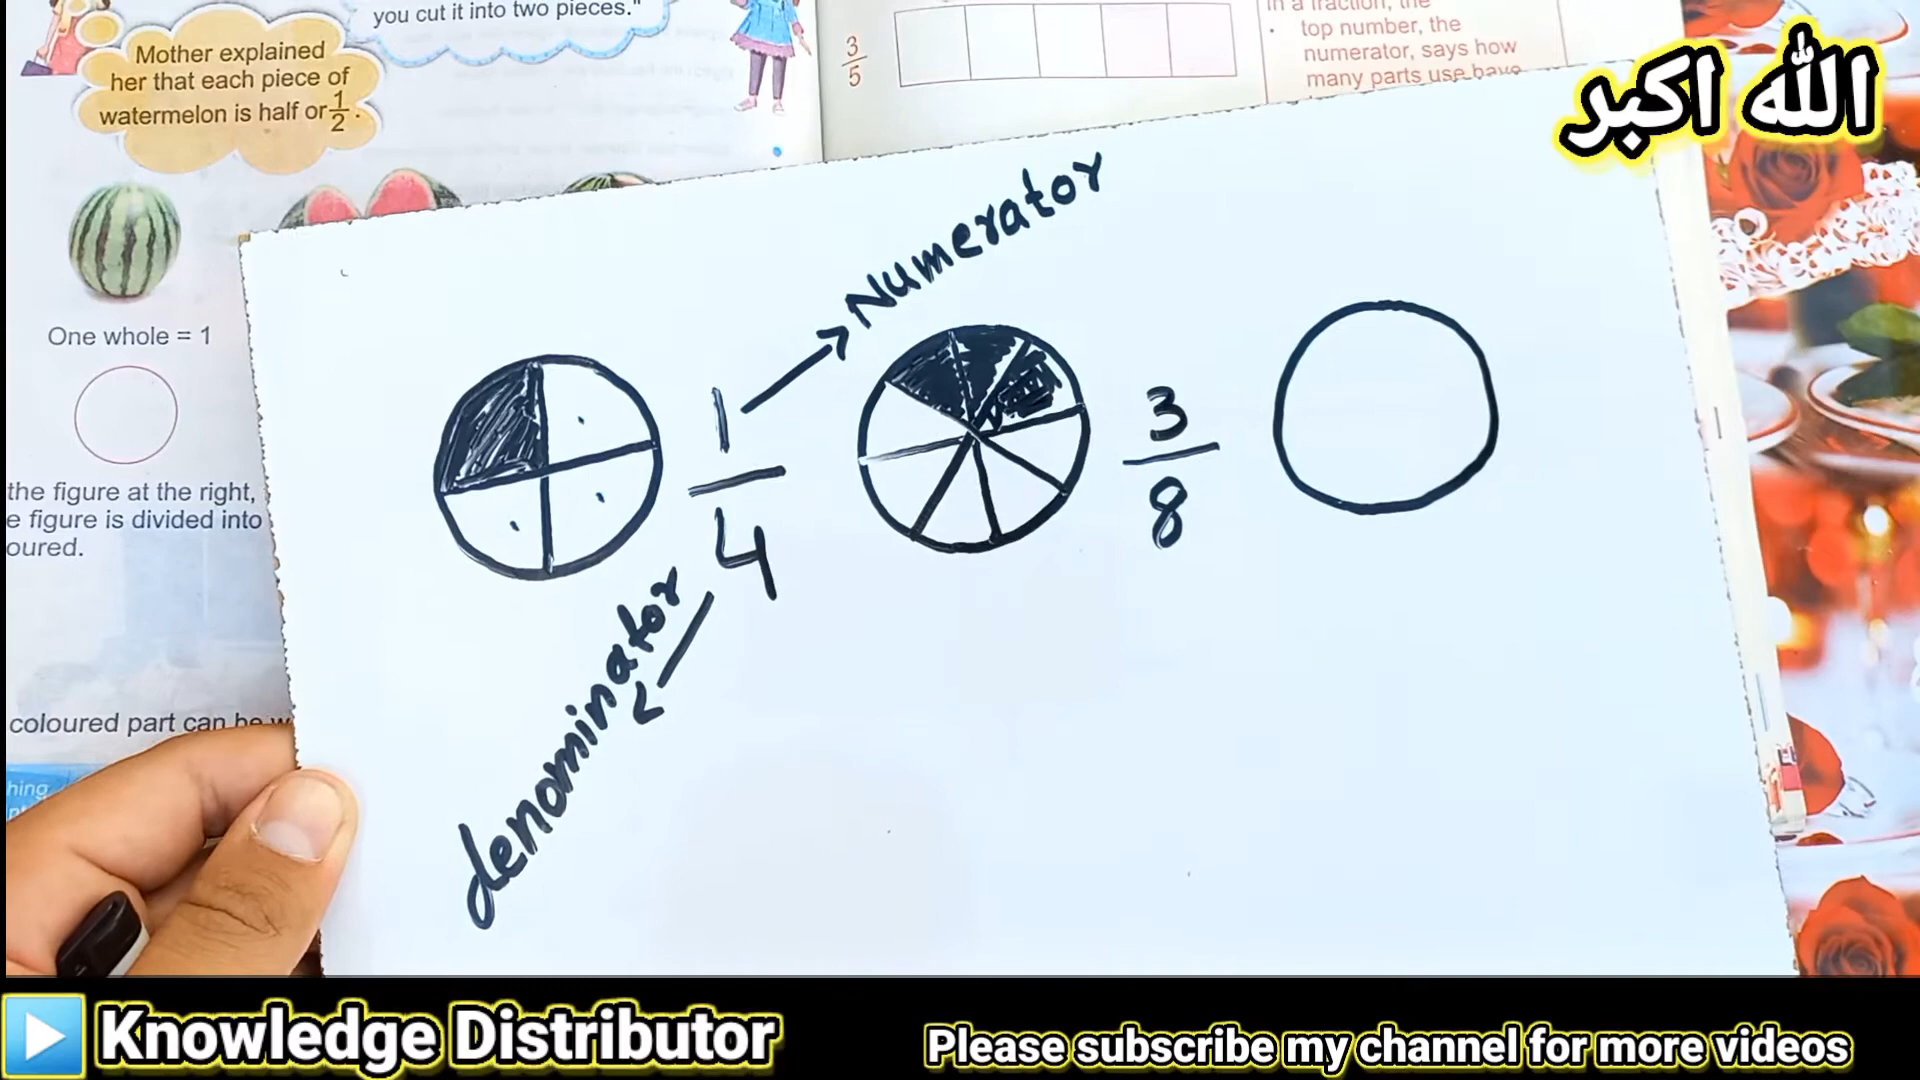 you cut it into two pieces."
Mother explained
her that each piece of
watermelon is half or 1/2.
3/5
top number, the
numerator, says how
many parts
الله اکبر
One whole = 1
the figure at the right,
e figure is divided into
oured.
coloured part can be
hing
Numerator
1/4
denominator
3/8
Knowledge Distributor
Please subscribe my channel for more videos